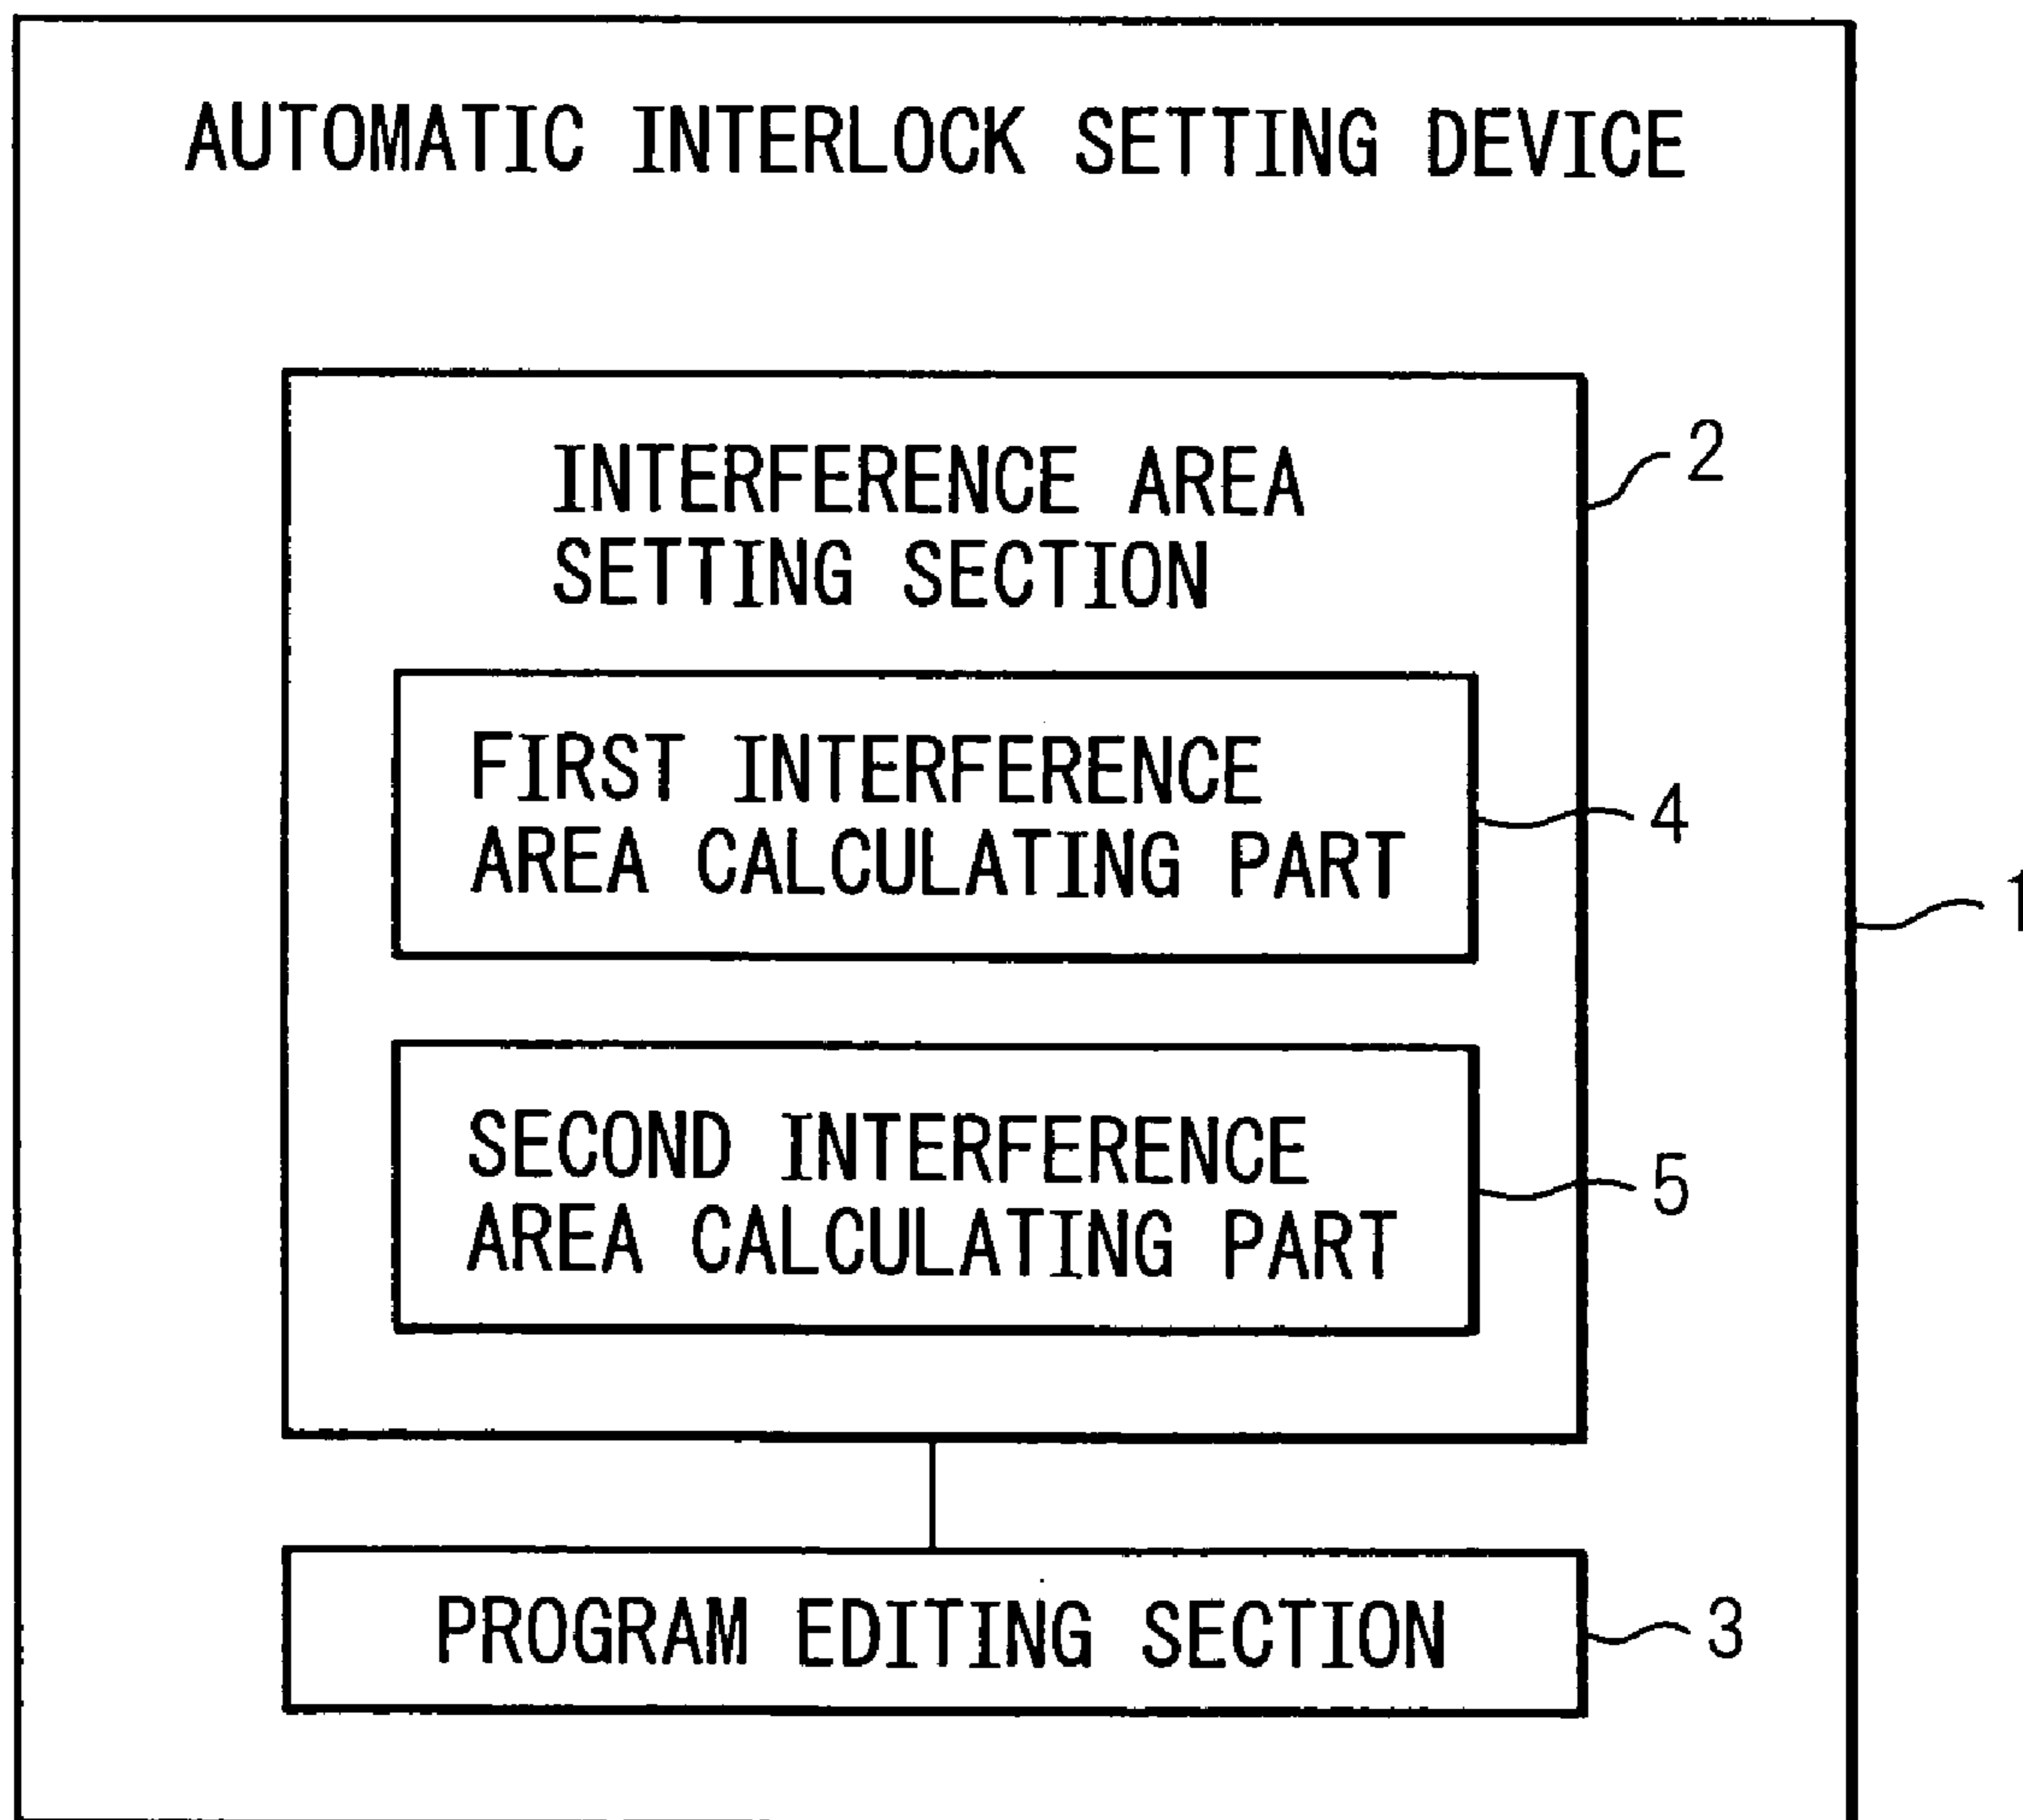 AUTOMATIC INTERLOCK SETTING DEVICE
INTERFERENCE AREA
SETTING SECTION
2
FIRST INTERFERENCE
AREA CALCULATING PART
4
1
SECOND INTERFERENCE
AREA CALCULATING PART
5
PROGRAM EDITING SECTION
3